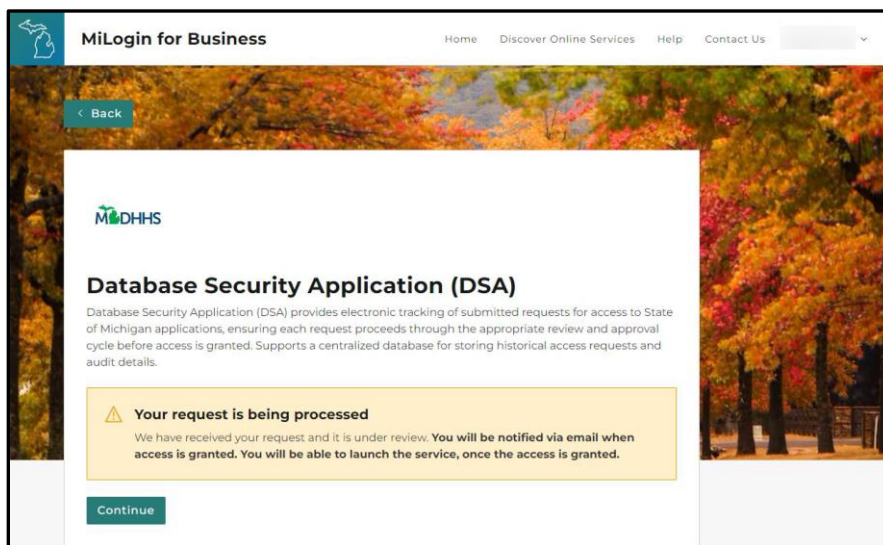 MiLogin for Business
Home Discover Online Services Help Contact Us
< Back
MDHHS
Database Security Application (DSA)
Database Security Application (DSA) provides electronic tracking of submitted requests for access to State
of Michigan applications, ensuring each request proceeds through the appropriate review and approval
cycle before access is granted. Supports a centralized database for storing historical access requests and
audit details.
Your request is being processed
We have received your request and it is under review. You will be notified via email when
access is granted. You will be able to launch the service, once the access is granted.
Continue